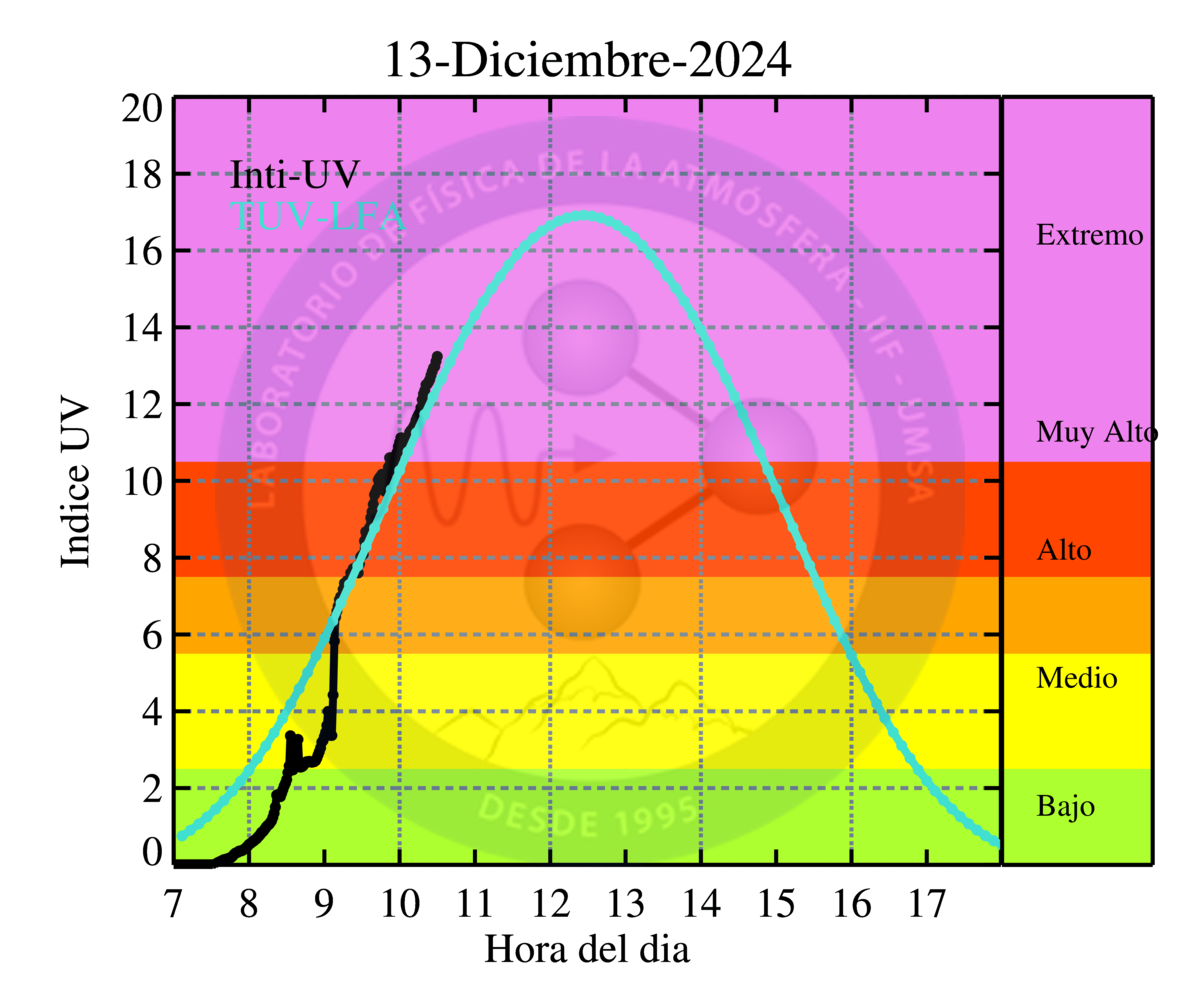 13-Diciembre-2024
20
18
16
14
12
10
8
6
4
2
0
Indice UV
Inti-UV
TUV-LFA
LABORATORIO DE FÍSICA DE LA ATMÓSFERA - IIF - UMSA
DESDE 1995
Extremo
Muy Alto
Alto
Medio
Bajo
7 8 9 10 11 12 13 14 15 16 17
Hora del dia